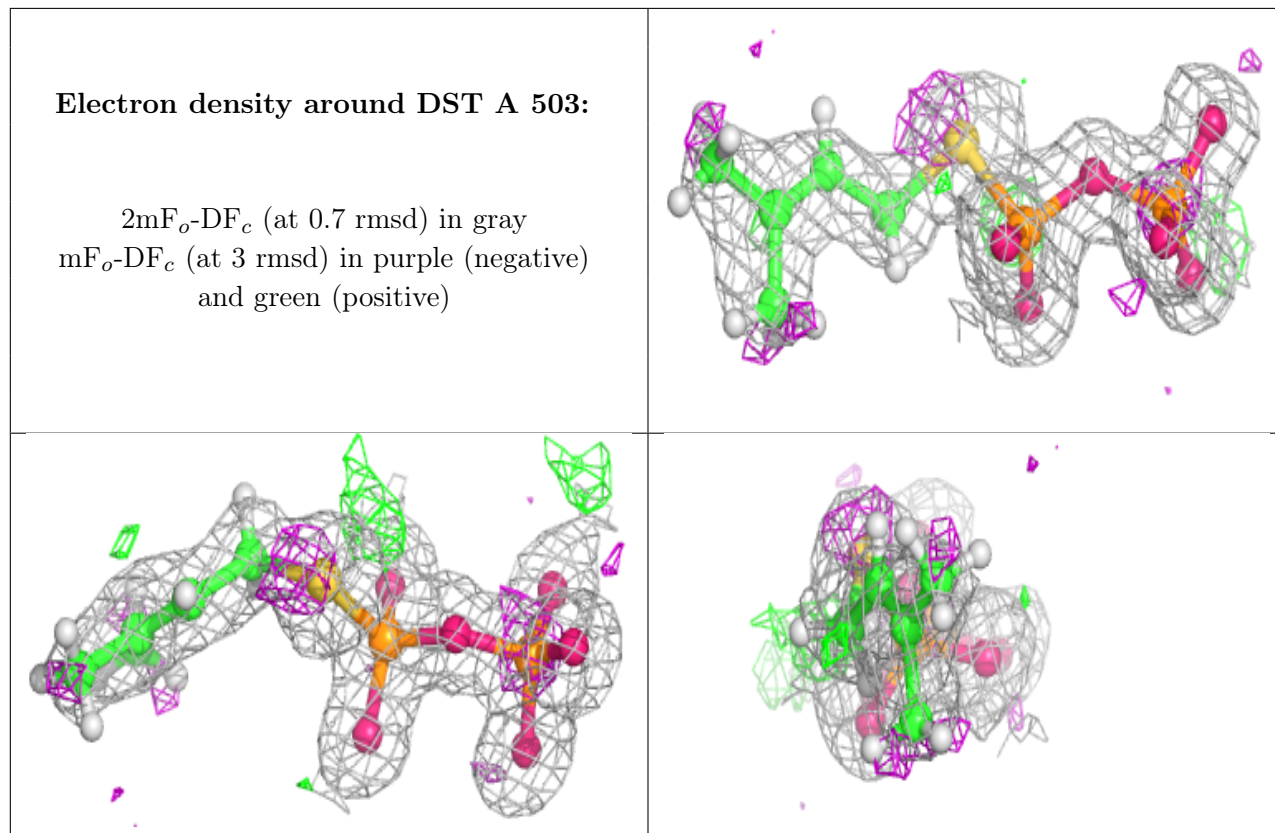 Electron density around DST A 503:
2mFo-DFc (at 0.7 rmsd) in gray
mFo-DFc (at 3 rmsd) in purple (negative)
and green (positive)